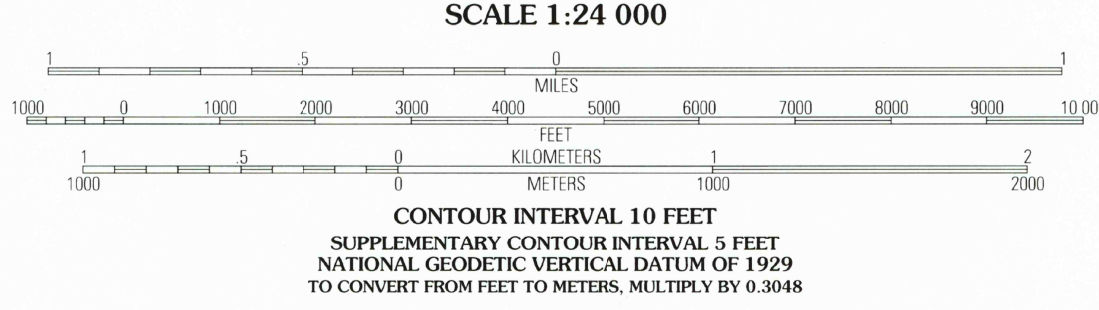 SCALE 1:24 000
1 .5 0 1
MILES
1000 0 1000 2000 3000 4000 5000 6000 7000 8000 9000 10 00
FEET
1 .5 0 KILOMETERS 1 2
1000 0 METERS 1000 2000
CONTOUR INTERVAL 10 FEET
SUPPLEMENTARY CONTOUR INTERVAL 5 FEET
NATIONAL GEODETIC VERTICAL DATUM OF 1929
TO CONVERT FROM FEET TO METERS, MULTIPLY BY 0.3048